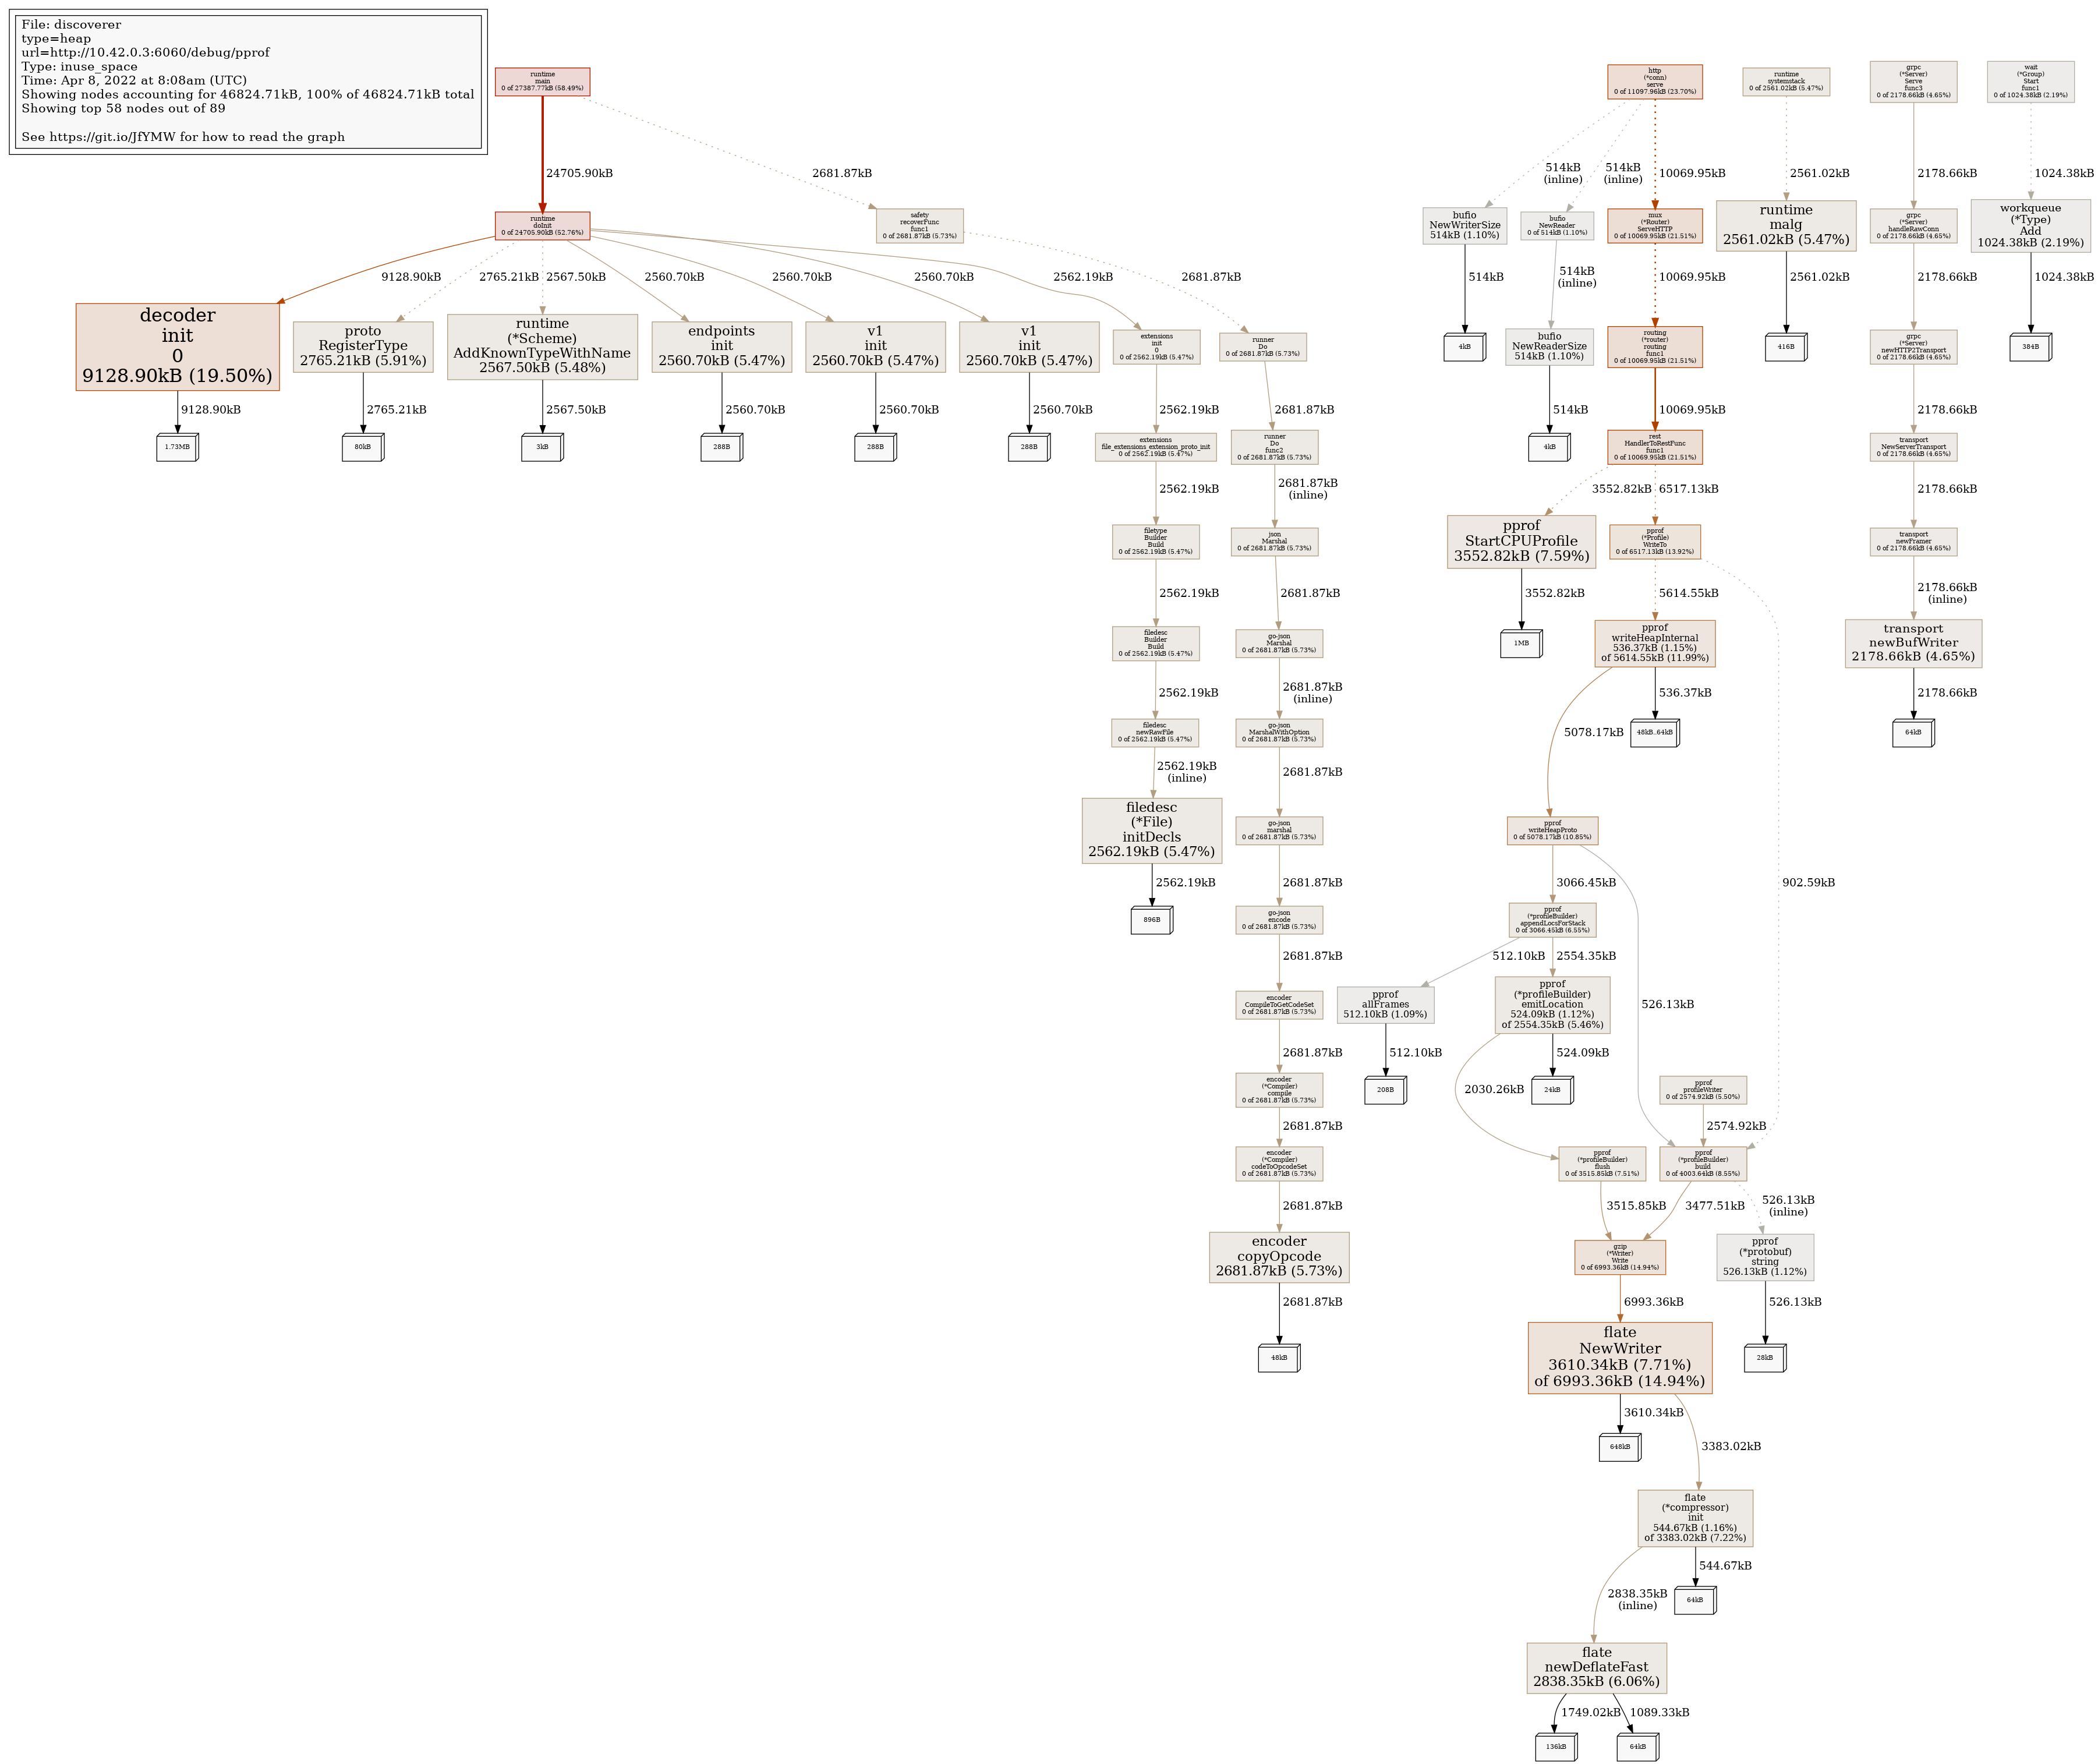 File: discoverer
type=heap
url=http://10.42.0.3:6060/debug/pprof
Type: inuse_space
Time: Apr 8, 2022 at 8:08am (UTC)
Showing nodes accounting for 46824.71kB, 100% of 46824.71kB total
Showing top 58 nodes out of 89
See https://git.io/JfYMW for how to read the graph
runtime
main
0 of 27387.77kB (58.49%)
24705.90kB
2681.87kB
runtime
doInit
0 of 24705.90kB (52.76%)
safety
recoverFunc
func1
0 of 2681.87kB (5.73%)
9128.90kB
2765.21kB
2567.50kB
2560.70kB
2560.70kB
2560.70kB
2562.19kB
2681.87kB
decoder
init
0
9128.90kB (19.50%)
9128.90kB
1.73MB
proto
RegisterType
2765.21kB (5.91%)
2765.21kB
80kB
runtime
(*Scheme)
AddKnownTypeWithName
2567.50kB (5.48%)
2567.50kB
3kB
endpoints
init
2560.70kB (5.47%)
2560.70kB
288B
v1
init
2560.70kB (5.47%)
2560.70kB
288B
v1
init
2560.70kB (5.47%)
2560.70kB
288B
extensions
init
0
0 of 2562.19kB (5.47%)
2562.19kB
extensions
file_extensions_extension_proto_init
0 of 2562.19kB (5.47%)
2562.19kB
filetype
Builder
Build
0 of 2562.19kB (5.47%)
2562.19kB
filedesc
Builder
Build
0 of 2562.19kB (5.47%)
2562.19kB
filedesc
newRawFile
0 of 2562.19kB (5.47%)
2562.19kB
(inline)
filedesc
(*File)
initDecls
2562.19kB (5.47%)
2562.19kB
896B
runner
Do
0 of 2681.87kB (5.73%)
2681.87kB
runner
Do
func2
0 of 2681.87kB (5.73%)
2681.87kB
(inline)
json
Marshal
0 of 2681.87kB (5.73%)
2681.87kB
go-json
Marshal
0 of 2681.87kB (5.73%)
2681.87kB
(inline)
go-json
MarshalWithOption
0 of 2681.87kB (5.73%)
2681.87kB
go-json
marshal
0 of 2681.87kB (5.73%)
2681.87kB
go-json
encode
0 of 2681.87kB (5.73%)
2681.87kB
encoder
CompileToGetCodeSet
0 of 2681.87kB (5.73%)
2681.87kB
encoder
(*Compiler)
compile
0 of 2681.87kB (5.73%)
2681.87kB
encoder
(*Compiler)
codeToOpcodeSet
0 of 2681.87kB (5.73%)
2681.87kB
encoder
copyOpcode
2681.87kB (5.73%)
2681.87kB
48kB
http
(*conn)
serve
0 of 11097.96kB (23.70%)
514kB
(inline)
514kB
(inline)
10069.95kB
bufio
NewWriterSize
514kB (1.10%)
514kB
4kB
bufio
NewReader
0 of 514kB (1.10%)
514kB
(inline)
bufio
NewReaderSize
514kB (1.10%)
514kB
4kB
mux
(*Router)
ServeHTTP
0 of 10069.95kB (21.51%)
10069.95kB
routing
(*router)
routing
func1
0 of 10069.95kB (21.51%)
10069.95kB
rest
HandlerToRestFunc
func1
0 of 10069.95kB (21.51%)
3552.82kB
6517.13kB
pprof
StartCPUProfile
3552.82kB (7.59%)
3552.82kB
1MB
pprof
(*Profile)
WriteTo
0 of 6517.13kB (13.92%)
5614.55kB
902.59kB
pprof
writeHeapInternal
536.37kB (1.15%)
of 5614.55kB (11.99%)
5078.17kB
536.37kB
48kB..64kB
pprof
writeHeapProto
0 of 5078.17kB (10.85%)
3066.45kB
526.13kB
pprof
(*profileBuilder)
appendLocsForStack
0 of 3066.45kB (6.55%)
512.10kB
2554.35kB
pprof
allFrames
512.10kB (1.09%)
512.10kB
208B
pprof
(*profileBuilder)
emitLocation
524.09kB (1.12%)
of 2554.35kB (5.46%)
2030.26kB
524.09kB
24kB
pprof
profileWriter
0 of 2574.92kB (5.50%)
2574.92kB
pprof
(*profileBuilder)
flush
0 of 3515.85kB (7.51%)
3515.85kB
pprof
(*profileBuilder)
build
0 of 4003.64kB (8.55%)
3477.51kB
526.13kB
(inline)
gzip
(*Writer)
Write
0 of 6993.36kB (14.94%)
6993.36kB
pprof
(*protobuf)
string
526.13kB (1.12%)
526.13kB
28kB
flate
NewWriter
3610.34kB (7.71%)
of 6993.36kB (14.94%)
3610.34kB
648kB
3383.02kB
flate
(*compressor)
init
544.67kB (1.16%)
of 3383.02kB (7.22%)
2838.35kB
(inline)
544.67kB
64kB
flate
newDeflateFast
2838.35kB (6.06%)
1749.02kB
1089.33kB
136kB
64kB
runtime
systemstack
0 of 2561.02kB (5.47%)
2561.02kB
runtime
malg
2561.02kB (5.47%)
2561.02kB
416B
grpc
(*Server)
Serve
func3
0 of 2178.66kB (4.65%)
2178.66kB
grpc
(*Server)
handleRawConn
0 of 2178.66kB (4.65%)
2178.66kB
grpc
(*Server)
newHTTP2Transport
0 of 2178.66kB (4.65%)
2178.66kB
transport
NewServerTransport
0 of 2178.66kB (4.65%)
2178.66kB
transport
newFramer
0 of 2178.66kB (4.65%)
2178.66kB
(inline)
transport
newBufWriter
2178.66kB (4.65%)
2178.66kB
64kB
wait
(*Group)
Start
func1
0 of 1024.38kB (2.19%)
1024.38kB
workqueue
(*Type)
Add
1024.38kB (2.19%)
1024.38kB
384B